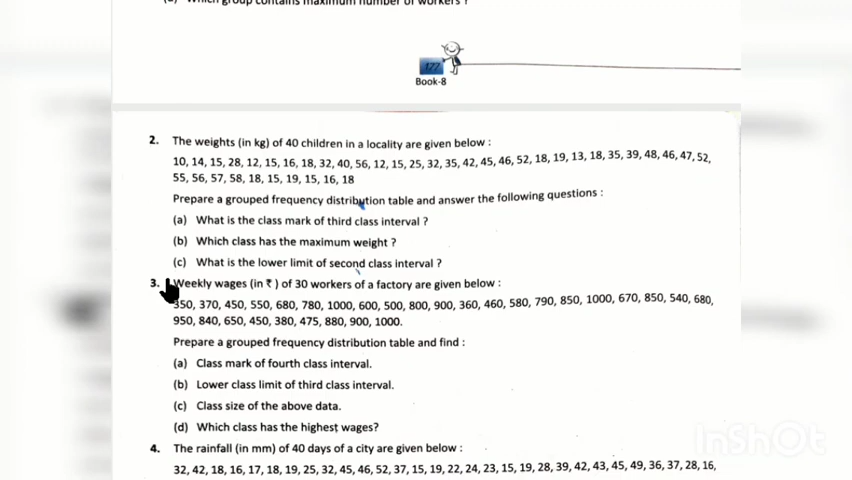 (c) Which group contains maximum number of workers ?
177
Book-8
2. The weights (in kg) of 40 children in a locality are given below :
10, 14, 15, 28, 12, 15, 16, 18, 32, 40, 56, 12, 15, 25, 32, 35, 42, 45, 46, 52, 18, 19, 13, 18, 35, 39, 48, 46, 47, 52,
55, 56, 57, 58, 18, 15, 19, 15, 16, 18
Prepare a grouped frequency distribution table and answer the following questions :
(a) What is the class mark of third class interval ?
(b) Which class has the maximum weight ?
(c) What is the lower limit of second class interval ?
3. Weekly wages (in ₹ ) of 30 workers of a factory are given below :
350, 370, 450, 550, 680, 780, 1000, 600, 500, 800, 900, 360, 460, 580, 790, 850, 1000, 670, 850, 540, 680,
950, 840, 650, 450, 380, 475, 880, 900, 1000.
Prepare a grouped frequency distribution table and find :
(a) Class mark of fourth class interval.
(b) Lower class limit of third class interval.
(c) Class size of the above data.
(d) Which class has the highest wages?
4. The rainfall (in mm) of 40 days of a city are given below :
32, 42, 18, 16, 17, 18, 19, 25, 32, 45, 46, 52, 37, 15, 19, 22, 24, 23, 15, 19, 28, 39, 42, 43, 45, 49, 36, 37, 28, 16,
InShOt